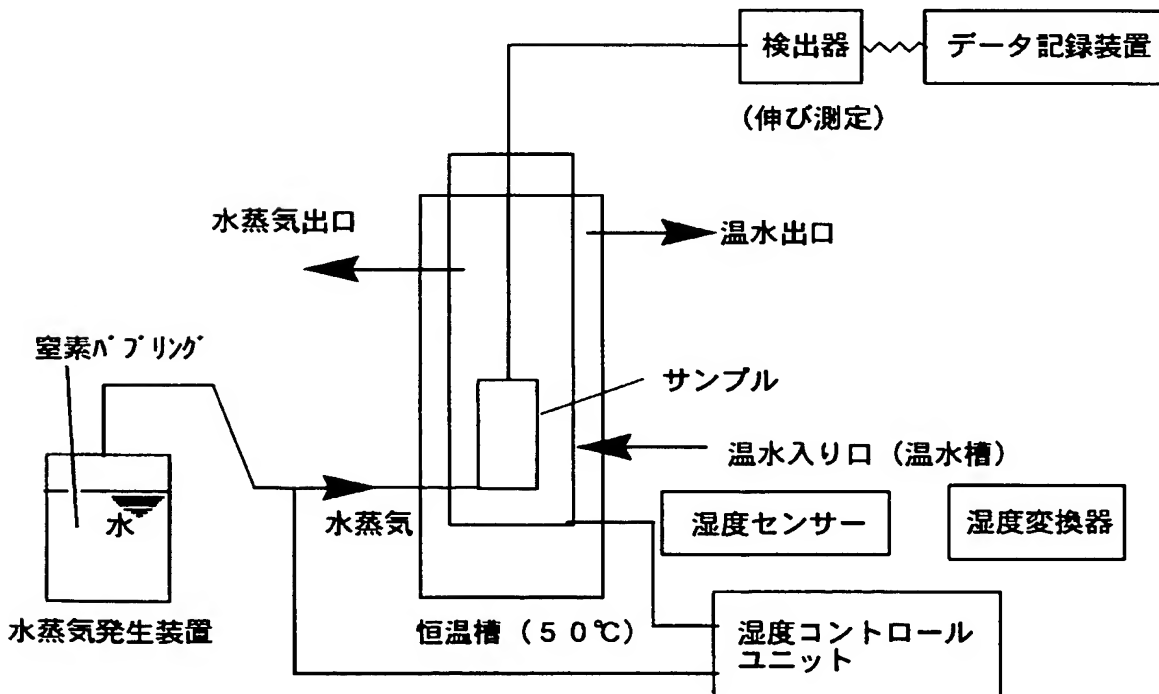 検出器
データ記録装置
(伸び測定)
水蒸気出口
温水出口
窒素ﾊﾞﾌﾞﾘﾝｸﾞ
サンプル
温水入り口(温水槽)
水
水蒸気
湿度センサー
湿度変換器
水蒸気発生装置
恒温槽(50℃)
湿度コントロール
ユニット